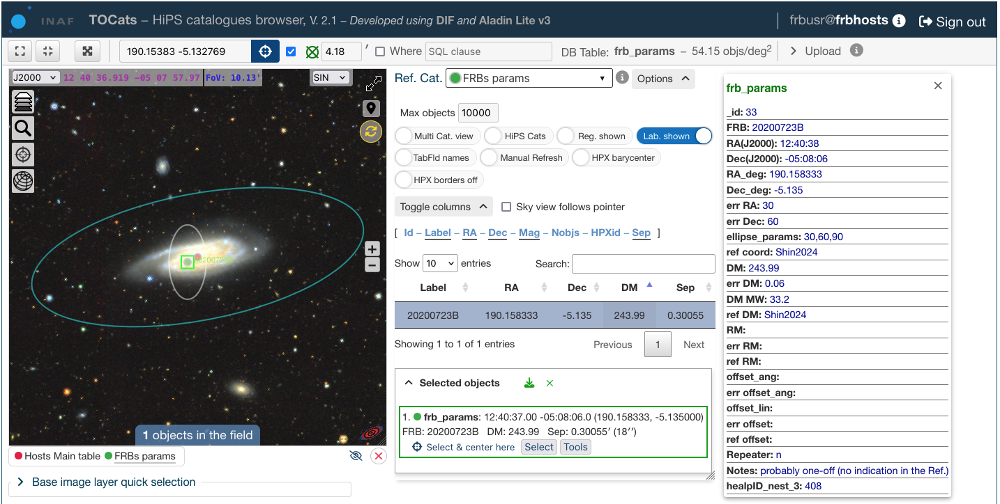 INAF TOCats – HiPS catalogues browser, V. 2.1 – Developed using DIF and Aladin Lite v3 frbusr@frbhosts Sign out
190.15383 -5.132769 4.18 ′ Where SQL clause DB Table: frb_params – 54.15 objs/deg2 Upload
J2000 12 40 36.919 -05 07 57.97 FoV: 10.13' SIN
20200723B
1 objects in the field
Hosts Main table FRBs params
Base image layer quick selection
Ref. Cat. FRBs params Options
Max objects 10000
Multi Cat. view HiPS Cats Reg. shown Lab. shown
TabFld names Manual Refresh HPX barycenter
HPX borders off
Toggle columns Sky view follows pointer
[ Id – Label – RA – Dec – Mag – Nobjs – HPXid – Sep ]
Show 10 entries Search:
Label RA Dec DM Sep
20200723B 190.158333 -5.135 243.99 0.30055
Showing 1 to 1 of 1 entries Previous 1 Next
Selected objects
1. frb_params: 12:40:37.00 -05:08:06.0 (190.158333, -5.135000)
FRB: 20200723B DM: 243.99 Sep: 0.30055′ (18′′)
Select & center here Select Tools
frb_params
_id: 33
FRB: 20200723B
RA(J2000): 12:40:38
Dec(J2000): -05:08:06
RA_deg: 190.158333
Dec_deg: -5.135
err RA: 30
err Dec: 60
ellipse_params: 30,60,90
ref coord: Shin2024
DM: 243.99
err DM: 0.06
DM MW: 33.2
ref DM: Shin2024
RM:
err RM:
ref RM:
offset_ang:
err offset_ang:
offset_lin:
err offset:
ref offset:
Repeater: n
Notes: probably one-off (no indication in the Ref.)
healpID_nest_3: 408